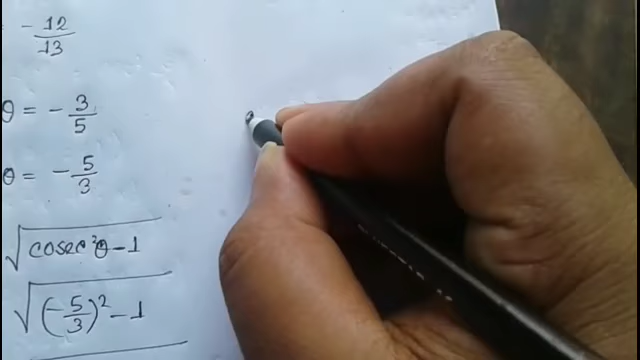 = -12/13
θ = -3/5
θ = -5/3
√(cosec²θ-1)
√((-5/3)²-1)